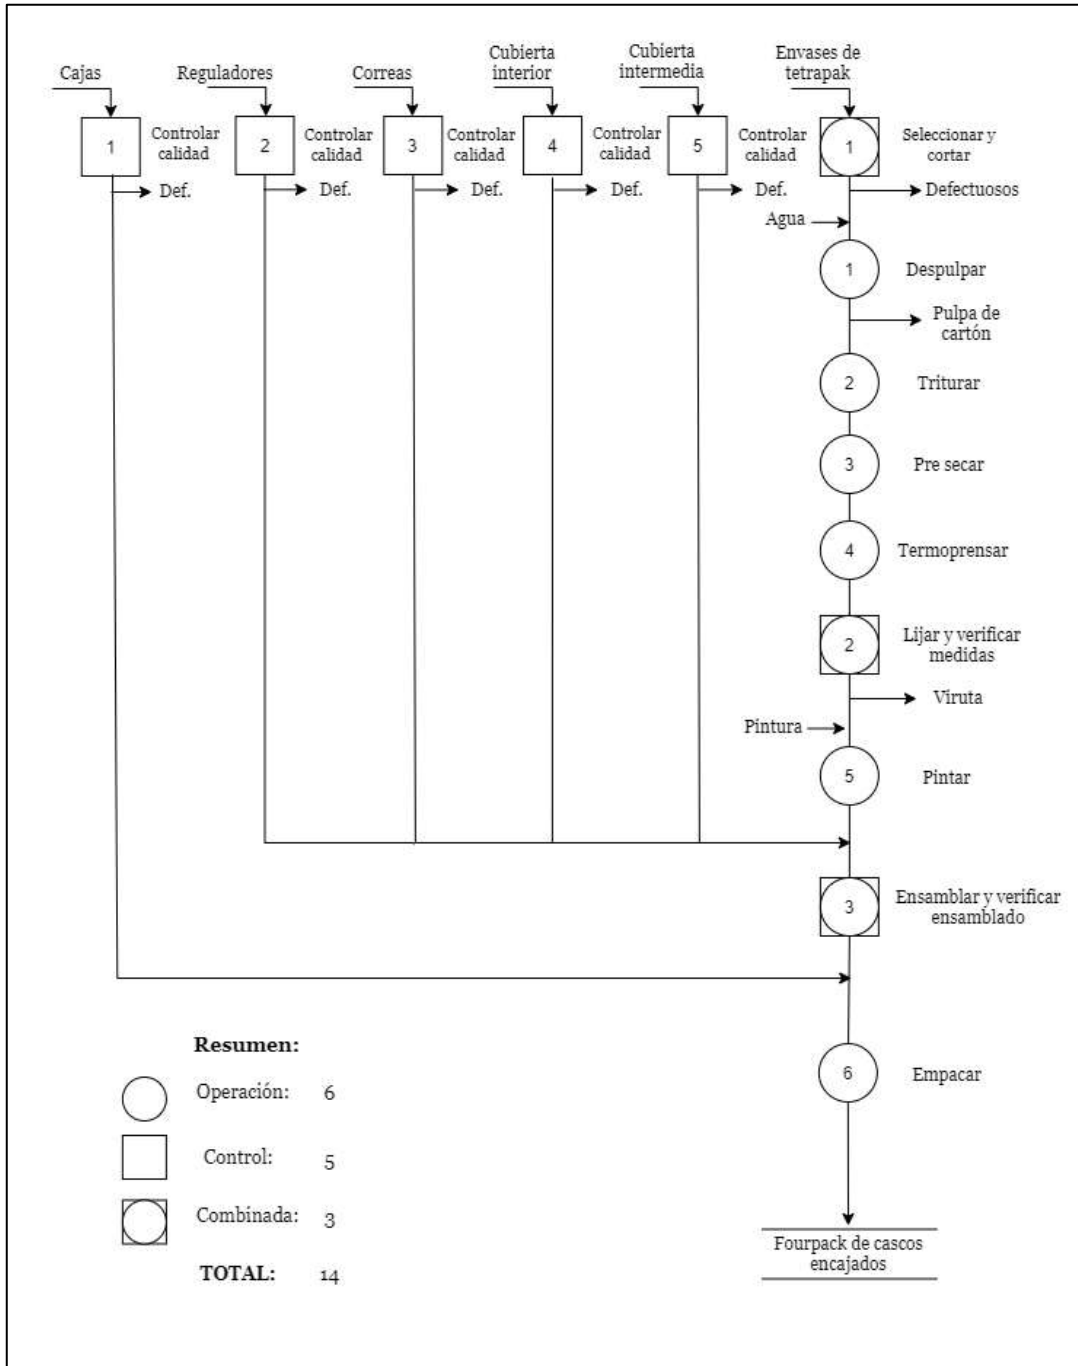 Cajas
Reguladores
Correas
Cubierta
interior
Cubierta
intermedia
Envases de
tetrapak
1
Controlar
calidad
2
Controlar
calidad
3
Controlar
calidad
4
Controlar
calidad
5
Controlar
calidad
1
Seleccionar y
cortar
Def.
Def.
Def.
Def.
Def.
Defectuosos
Agua
1
Despulpar
Pulpa de
cartón
2
Triturar
3
Pre secar
4
Termoprensar
2
Lijar y verificar
medidas
Viruta
Pintura
5
Pintar
3
Ensamblar y verificar
ensamblado
6
Empacar
Fourpack de cascos
encajados
Resumen:
Operación: 6
Control: 5
Combinada: 3
TOTAL: 14